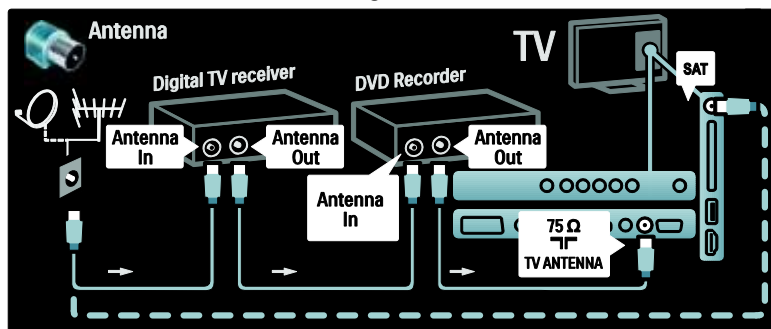 Antenna
TV
SAT
Digital TV receiver
DVD Recorder
Antenna
In
Antenna
Out
Antenna
Out
Antenna
In
75 Ω
TV ANTENNA